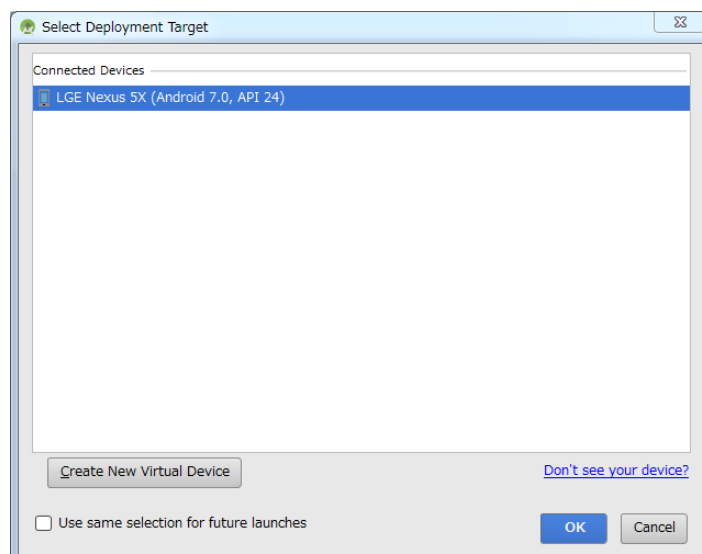 Select Deployment Target
Connected Devices
LGE Nexus 5X (Android 7.0, API 24)
Create New Virtual Device
Don't see your device?
Use same selection for future launches
OK
Cancel